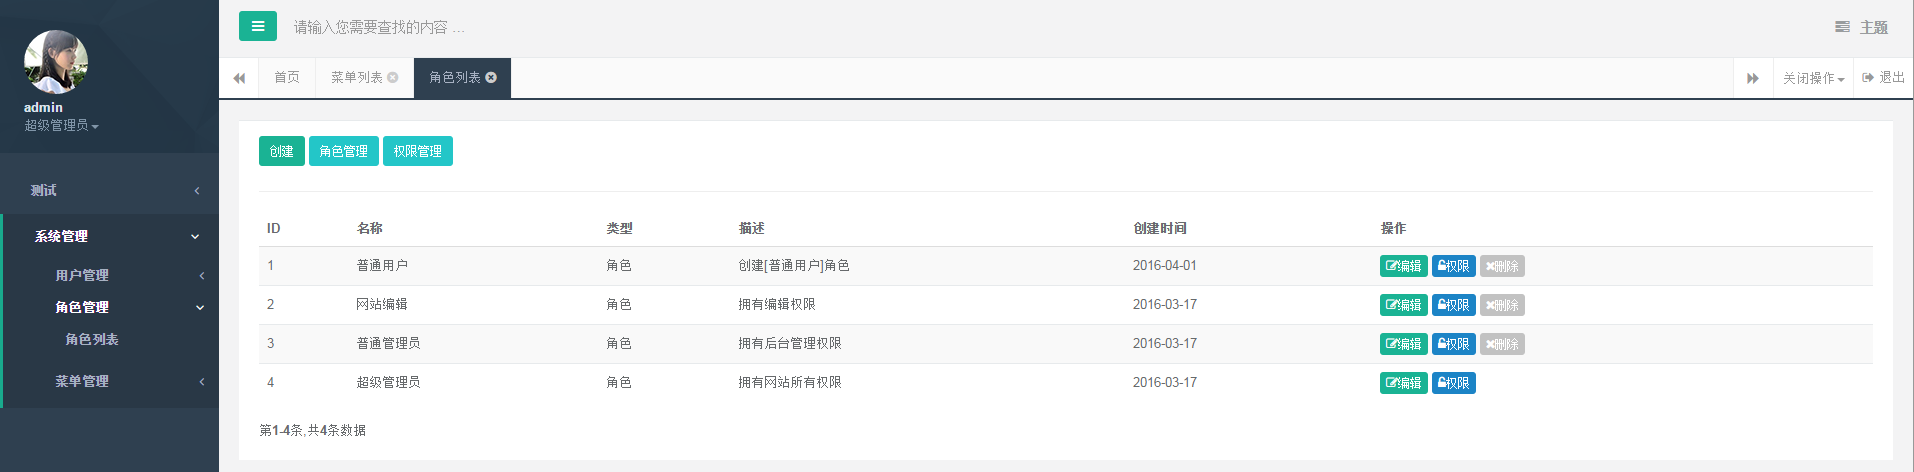 admin
超级管理员
测试
系统管理
用户管理
角色管理
角色列表
菜单管理
请输入您需要查找的内容 …
主题
首页 菜单列表 角色列表 关闭操作 退出
创建 角色管理 权限管理
ID 名称 类型 描述 创建时间 操作
1 普通用户 角色 创建[普通用户]角色 2016-04-01 编辑 权限 删除
2 网站编辑 角色 拥有编辑权限 2016-03-17 编辑 权限 删除
3 普通管理员 角色 拥有后台管理权限 2016-03-17 编辑 权限 删除
4 超级管理员 角色 拥有网站所有权限 2016-03-17 编辑 权限
第1-4条,共4条数据